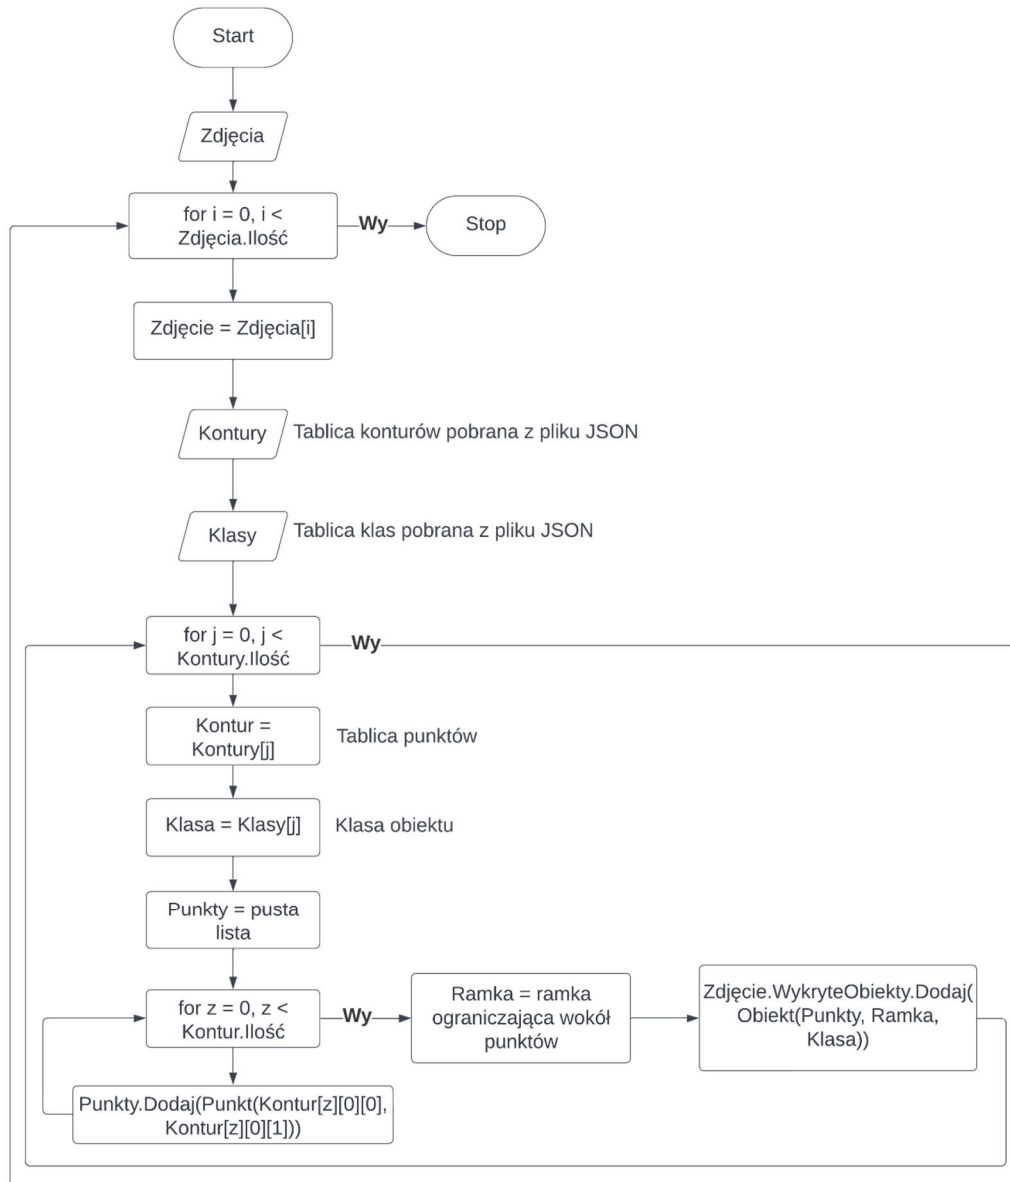 Start
Zdjęcia
for i = 0, i <
Zdjęcia.Ilość
Wy
Stop
Zdjęcie = Zdjęcia[i]
Kontury
Tablica konturów pobrana z pliku JSON
Klasy
Tablica klas pobrana z pliku JSON
for j = 0, j <
Kontury.Ilość
Wy
Kontur =
Kontury[j]
Tablica punktów
Klasa = Klasy[j]
Klasa obiektu
Punkty = pusta
lista
for z = 0, z <
Kontur.Ilość
Wy
Ramka = ramka
ograniczająca wokół
punktów
Zdjęcie.WykryteObiekty.Dodaj(
Obiekt(Punkty, Ramka,
Klasa))
Punkty.Dodaj(Punkt(Kontur[z][0][0],
Kontur[z][0][1]))